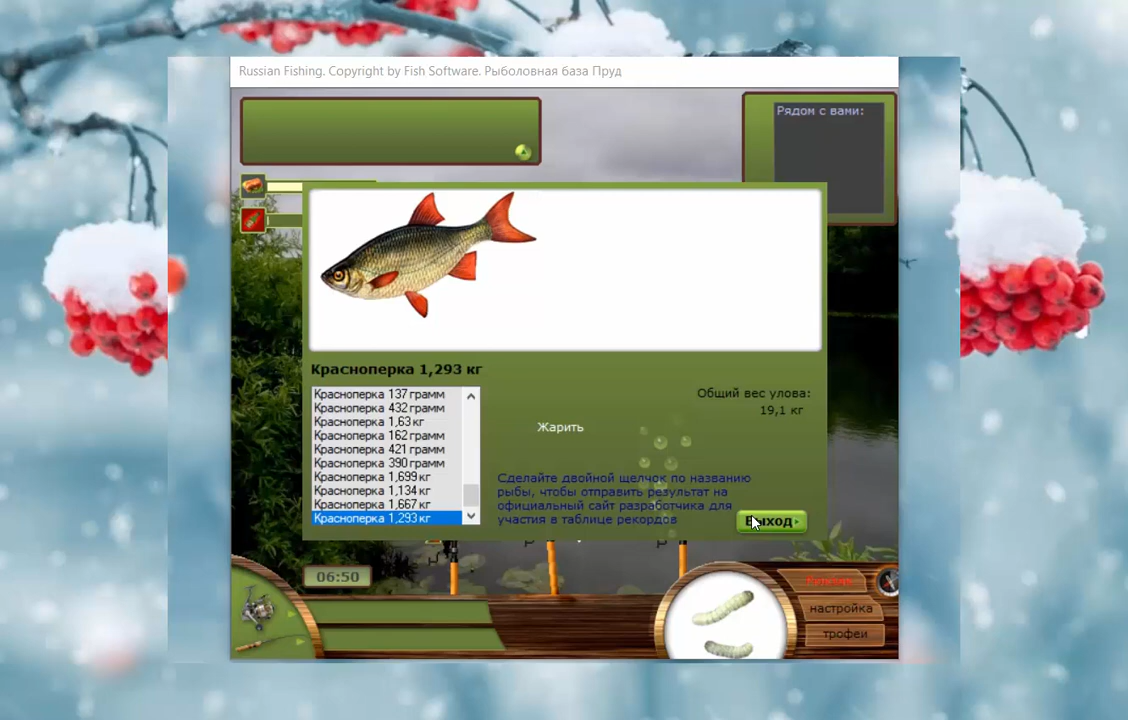 Russian Fishing. Copyright by Fish Software. Рыболовная база Пруд
Рядом с вами:
Красноперка 1,293 кг
Красноперка 137 грамм
Красноперка 432 грамм
Красноперка 1,63 кг
Красноперка 162 грамм
Красноперка 421 грамм
Красноперка 390 грамм
Красноперка 1,699 кг
Красноперка 1,134 кг
Красноперка 1,667 кг
Красноперка 1,293 кг
Общий вес улова:
19,1 кг
Жарить
Сделайте двойной щелчок по названию
рыбы, чтобы отправить результат на
официальный сайт разработчика для
участия в таблице рекордов
Выход
06:50
настройка
трофеи